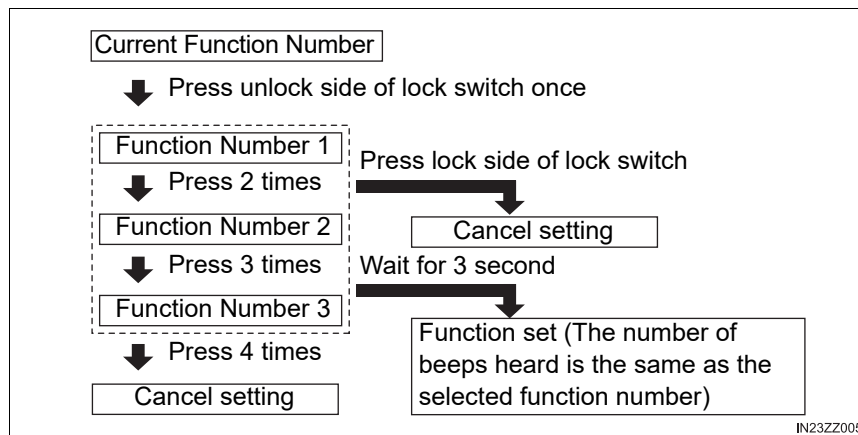 Current Function Number
Press unlock side of lock switch once
Function Number 1
Press 2 times
Function Number 2
Press 3 times
Function Number 3
Press 4 times
Cancel setting
Press lock side of lock switch
Cancel setting
Wait for 3 second
Function set (The number of
beeps heard is the same as the
selected function number)
IN23ZZ005